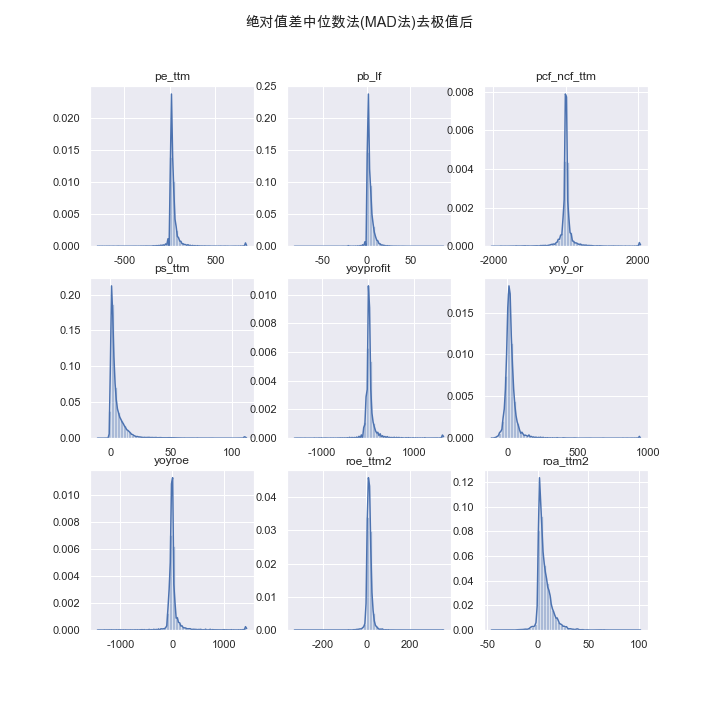 绝对值差中位数法(MAD法)去极值后
pe_ttm pb_lf pcf_ncf_ttm
0.25 0.008
0.020 0.20
0.015 0.15 0.006
0.010 0.10 0.004
0.005 0.05 0.002
0.000 0.00 0.000
-500 0 500 -50 0 50 -2000 0 2000
ps_ttm yoyprofit yoy_or
0.20 0.010
0.15 0.008 0.015
0.10 0.006 0.010
0.004
0.05 0.002 0.005
0.00 0.000 0.000
0 50 100 -1000 0 1000 0 500 1000
yoyroe roe_ttm2 roa_ttm2
0.010 0.04 0.12
0.008 0.03 0.10
0.006 0.08
0.004 0.02 0.06
0.002 0.01 0.04
0.02
0.000 0.00 0.00
-1000 0 1000 -200 0 200 -50 0 50 100